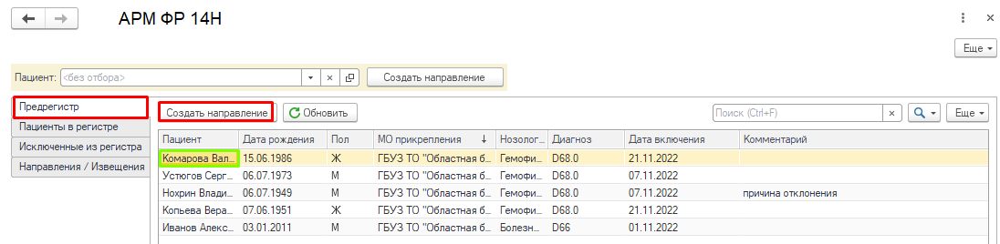 АРМ ФР 14Н
Еще
Пациент: <без отбора> Создать направление
Предрегистр
Пациенты в регистре
Исключенные из регистра
Направления / Извещения
Создать направление Обновить Поиск (Ctrl+F) Еще
Пациент Дата рождения Пол МО прикрепления Нозолог... Диагноз Дата включения Комментарий
Комарова Вал... 15.06.1986 Ж ГБУЗ ТО "Областная б... Гемофи... D68.0 21.11.2022
Устюгов Серг... 06.07.1973 М ГБУЗ ТО "Областная б... Гемофи... D68.0 07.11.2022
Нохрин Влади... 06.07.1949 М ГБУЗ ТО "Областная б... Гемофи... D68.0 07.11.2022 причина отклонения
Копьева Вера... 07.06.1951 Ж ГБУЗ ТО "Областная б... Гемофи... D68.0 21.11.2022
Иванов Алекс... 03.01.2011 М ГБУЗ ТО "Областная б... Болезн... D66 01.11.2022